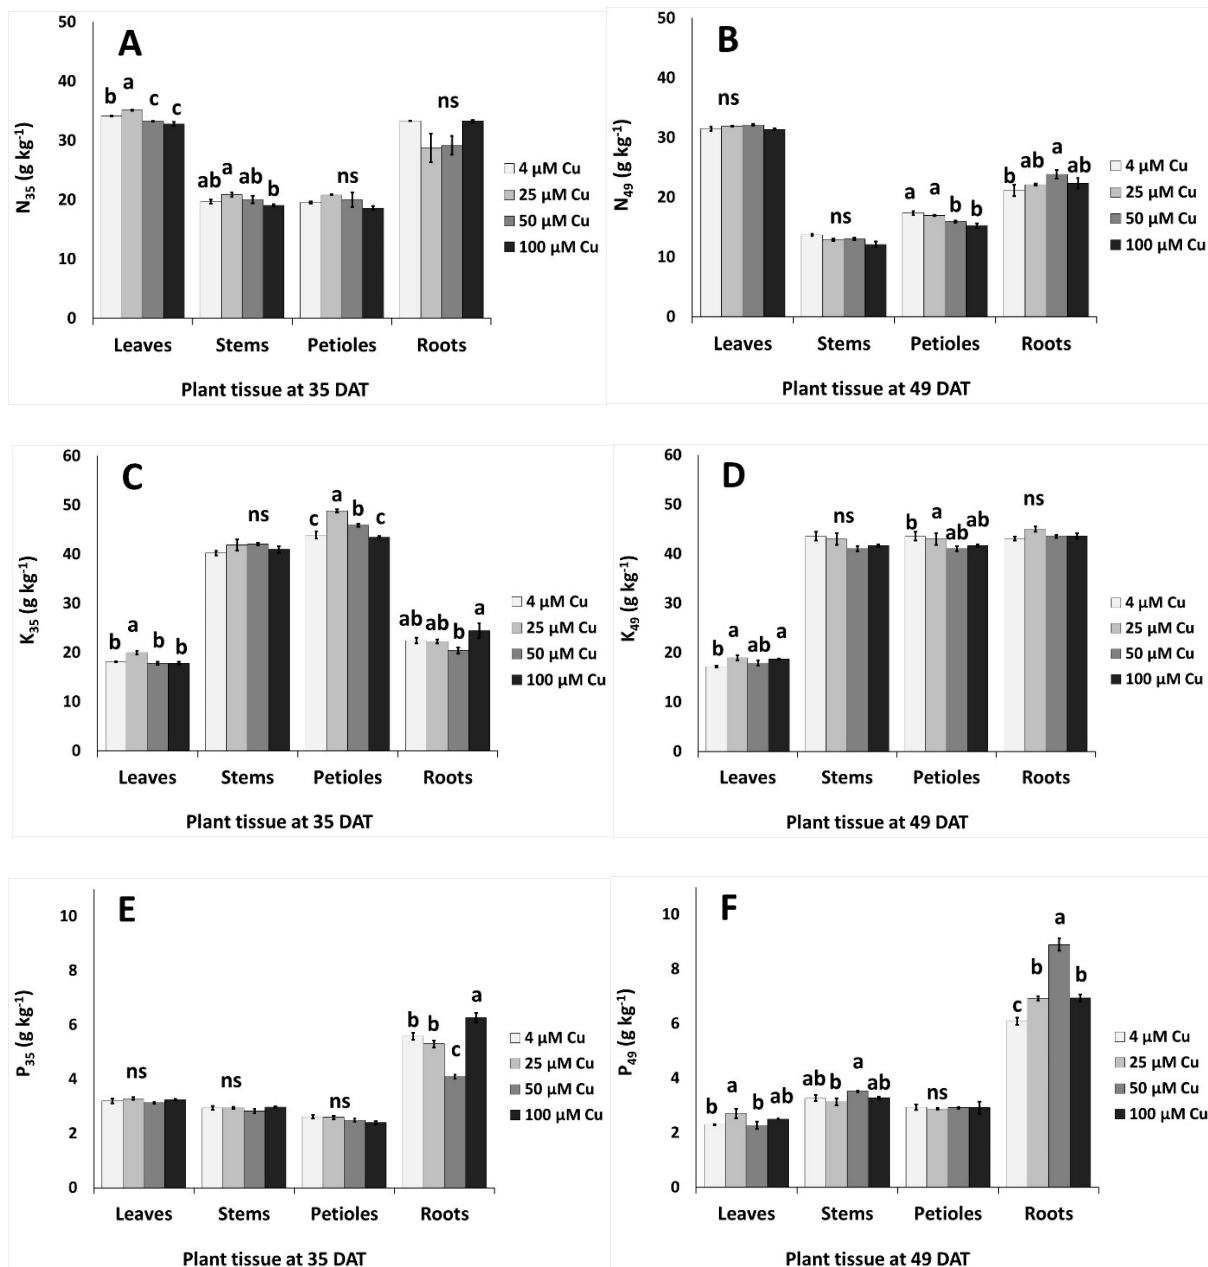 A
50
40
30
20
10
0
N35 (g kg-1)
b a c c
ab a ab b
ns
ns
4 µM Cu
25 µM Cu
50 µM Cu
100 µM Cu
Leaves Stems Petioles Roots
Plant tissue at 35 DAT
B
50
40
30
20
10
0
N49 (g kg-1)
ns
ns
a a b b
b ab a ab
4 µM Cu
25 µM Cu
50 µM Cu
100 µM Cu
Leaves Stems Petioles Roots
Plant tissue at 49 DAT
C
60
50
40
30
20
10
0
K35 (g kg-1)
b a b b
ns
c a b c
ab ab b a
4 µM Cu
25 µM Cu
50 µM Cu
100 µM Cu
Leaves Stems Petioles Roots
Plant tissue at 35 DAT
D
60
50
40
30
20
10
0
K49 (g kg-1)
b a ab a
ns
b a ab ab
ns
4 µM Cu
25 µM Cu
50 µM Cu
100 µM Cu
Leaves Stems Petioles Roots
Plant tissue at 49 DAT
E
10
8
6
4
2
0
P35 (g kg-1)
ns
ns
ns
b b c a
4 µM Cu
25 µM Cu
50 µM Cu
100 µM Cu
Leaves Stems Petioles Roots
Plant tissue at 35 DAT
F
10
8
6
4
2
0
P49 (g kg-1)
b a b ab
ab b a ab
ns
c b a b
4 µM Cu
25 µM Cu
50 µM Cu
100 µM Cu
Leaves Stems Petioles Roots
Plant tissue at 49 DAT